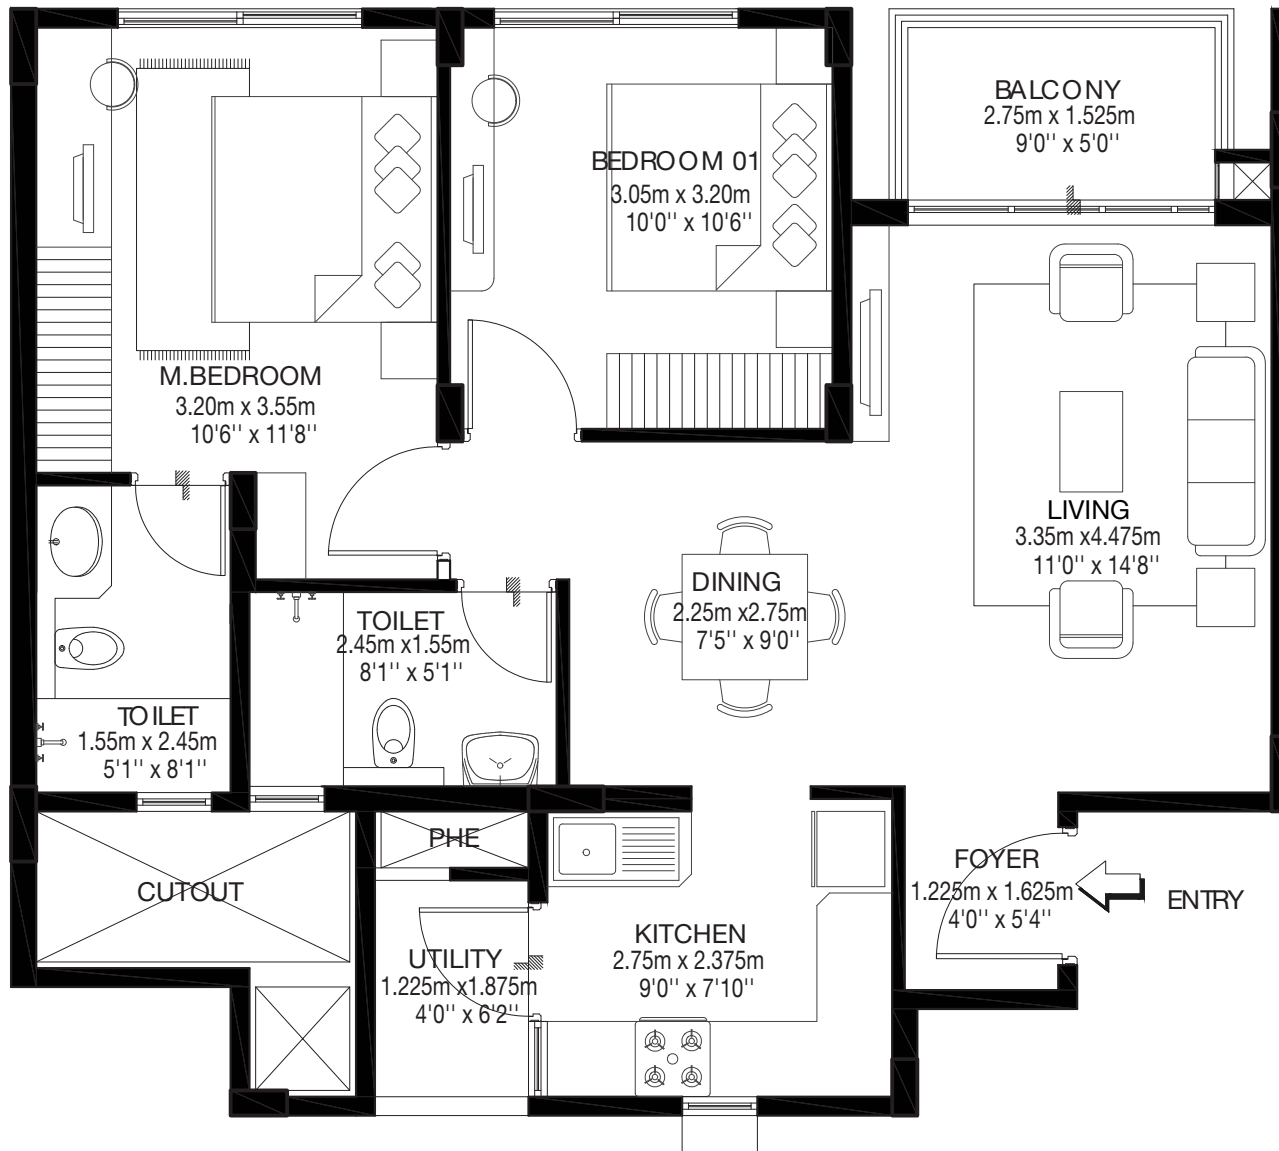 BALCONY
2.75m x 1.525m
9'0'' x 5'0''
BEDROOM 01
3.05m x 3.20m
10'0'' x 10'6''
M.BEDROOM
3.20m x 3.55m
10'6'' x 11'8''
LIVING
3.35m x4.475m
11'0'' x 14'8''
DINING
2.25m x2.75m
7'5'' x 9'0''
TOILET
2.45m x1.55m
8'1'' x 5'1''
TOILET
1.55m x 2.45m
5'1'' x 8'1''
PHE
CUTOUT
FOYER
1.225m x 1.625m
4'0'' x 5'4''
ENTRY
KITCHEN
2.75m x 2.375m
9'0'' x 7'10''
UTILITY
1.225m x1.875m
4'0'' x 6'2''